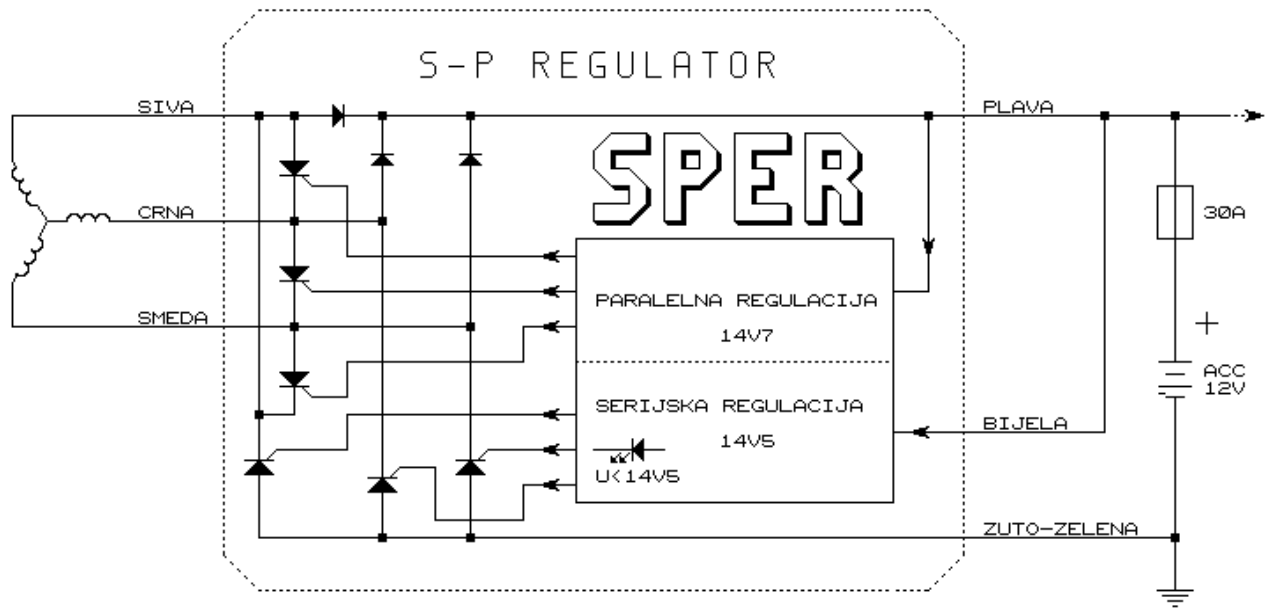 S-P REGULATOR
SIVA
PLAVA
SPER
CRNA
30A
PARALELNA REGULACIJA
14V7
SMEDA
+
ACC
12V
SERIJSKA REGULACIJA
14V5
BIJELA
U<14V5
ZUTO-ZELENA